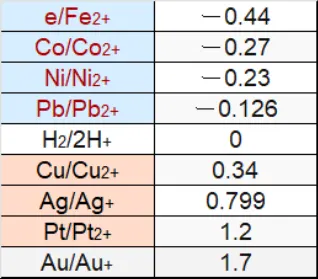 e/Fe2+ —0.44
Co/Co2+ —0.27
Ni/Ni2+ —0.23
Pb/Pb2+ —0.126
H2/2H+ 0
Cu/Cu2+ 0.34
Ag/Ag+ 0.799
Pt/Pt2+ 1.2
Au/Au+ 1.7